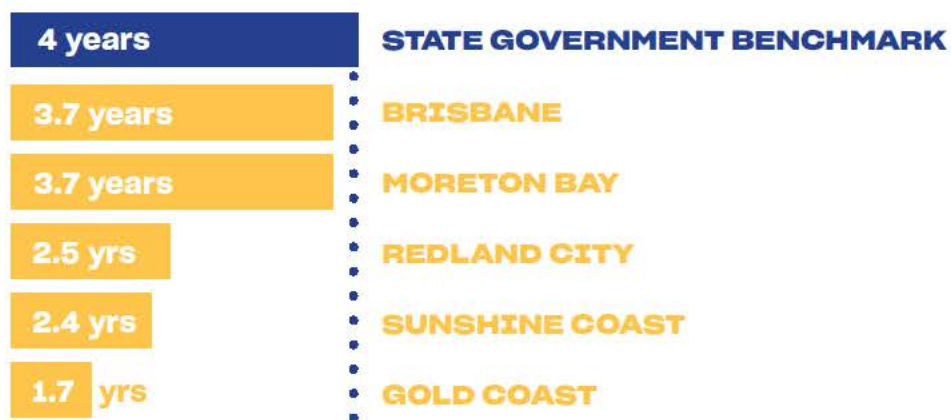 4 years STATE GOVERNMENT BENCHMARK
3.7 years BRISBANE
3.7 years MORETON BAY
2.5 yrs REDLAND CITY
2.4 yrs SUNSHINE COAST
1.7 yrs GOLD COAST